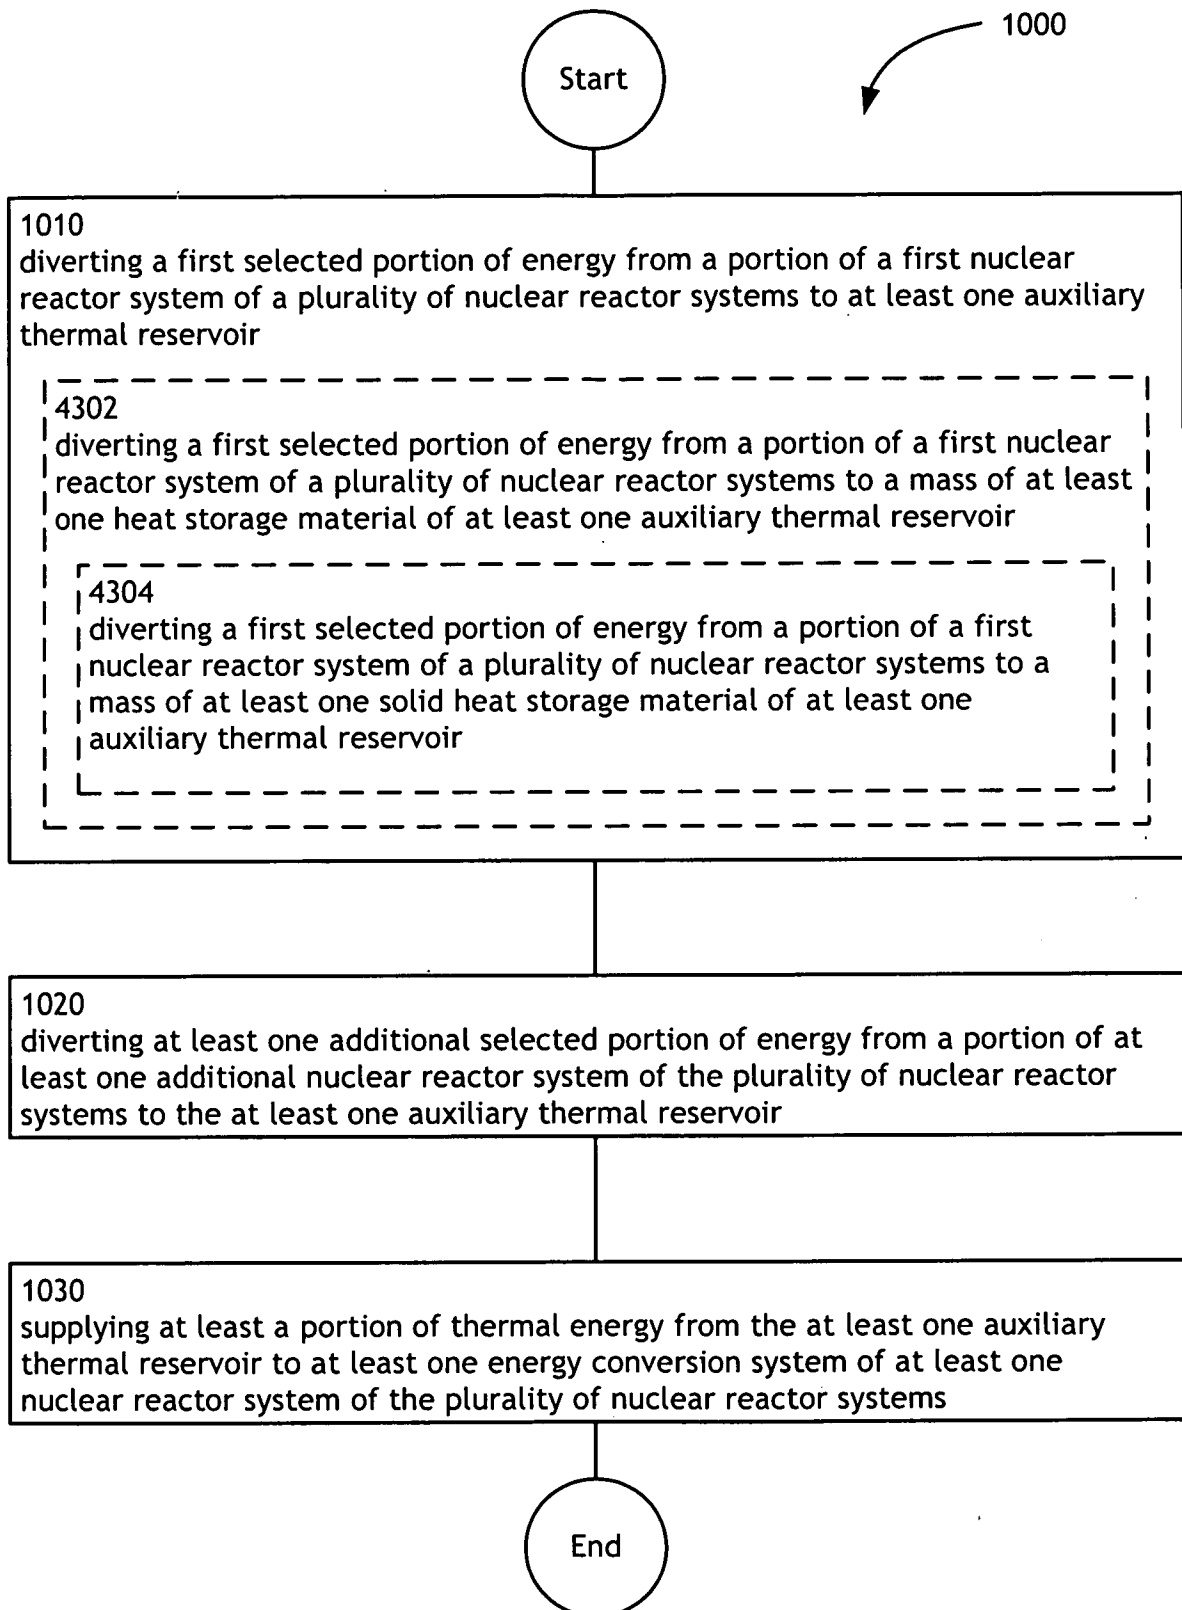 1000
Start
1010
diverting a first selected portion of energy from a portion of a first nuclear
reactor system of a plurality of nuclear reactor systems to at least one auxiliary
thermal reservoir
4302
diverting a first selected portion of energy from a portion of a first nuclear
reactor system of a plurality of nuclear reactor systems to a mass of at least
one heat storage material of at least one auxiliary thermal reservoir
4304
diverting a first selected portion of energy from a portion of a first
nuclear reactor system of a plurality of nuclear reactor systems to a
mass of at least one solid heat storage material of at least one
auxiliary thermal reservoir
1020
diverting at least one additional selected portion of energy from a portion of at
least one additional nuclear reactor system of the plurality of nuclear reactor
systems to the at least one auxiliary thermal reservoir
1030
supplying at least a portion of thermal energy from the at least one auxiliary
thermal reservoir to at least one energy conversion system of at least one
nuclear reactor system of the plurality of nuclear reactor systems
End